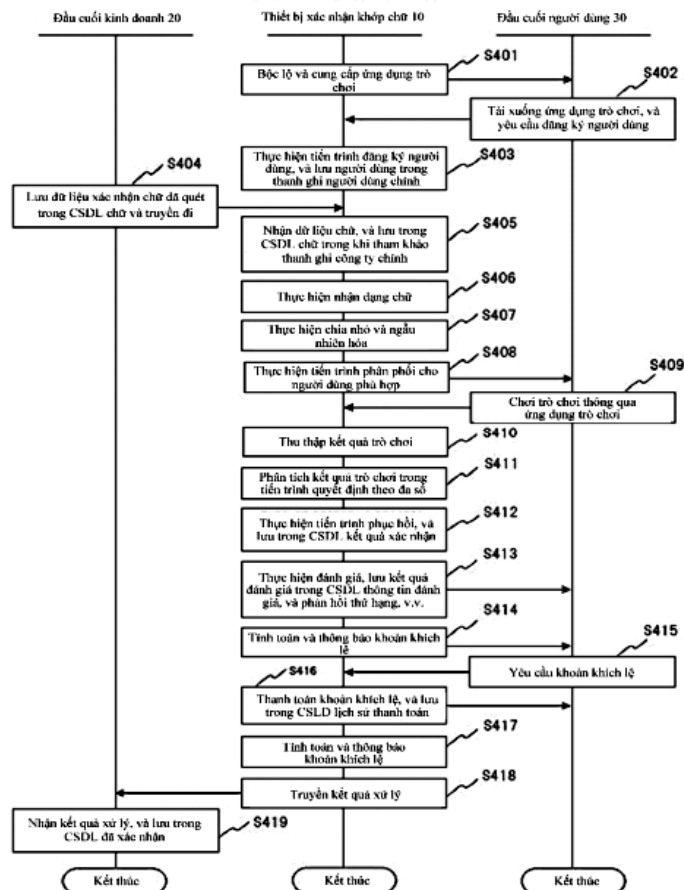 Đầu cuối kinh doanh 20
Thiết bị xác nhận khớp chữ 10
Đầu cuối người dùng 30
S401
Bộc lộ và cung cấp ứng dụng trò
chơi
S402
Tải xuống ứng dụng trò chơi, và
yêu cầu đăng ký người dùng
S403
Thực hiện tiến trình đăng ký người
dùng, và lưu người dùng trong
thanh ghi người dùng chính
S404
Lưu dữ liệu xác nhận chữ đã quét
trong CSDL chữ và truyền đi
S405
Nhận dữ liệu chữ, và lưu trong
CSDL chữ trong khi tham khảo
thanh ghi công ty chính
S406
Thực hiện nhận dạng chữ
S407
Thực hiện chia nhỏ và ngẫu
nhiên hóa
S408
Thực hiện tiến trình phân phối cho
người dùng phù hợp
S409
Chơi trò chơi thông qua
ứng dụng trò chơi
S410
Thu thập kết quả trò chơi
S411
Phân tích kết quả trò chơi trong
tiến trình quyết định theo đa số
S412
Thực hiện tiến trình phục hồi, và
lưu trong CSDL kết quả xác nhận
S413
Thực hiện đánh giá, lưu kết quả
đánh giá trong CSDL thông tin đánh
giá, và phản hồi thứ hạng, v.v.
S414
Tính toán và thông báo khoản khích
lệ
S415
Yêu cầu khoản khích lệ
S416
Thanh toán khoản khích lệ, và lưu
trong CSLD lịch sử thanh toán
S417
Tính toán và thông báo
khoản khích lệ
S418
Truyền kết quả xử lý
S419
Nhận kết quả xử lý, và lưu trong
CSDL đã xác nhận
Kết thúc
Kết thúc
Kết thúc